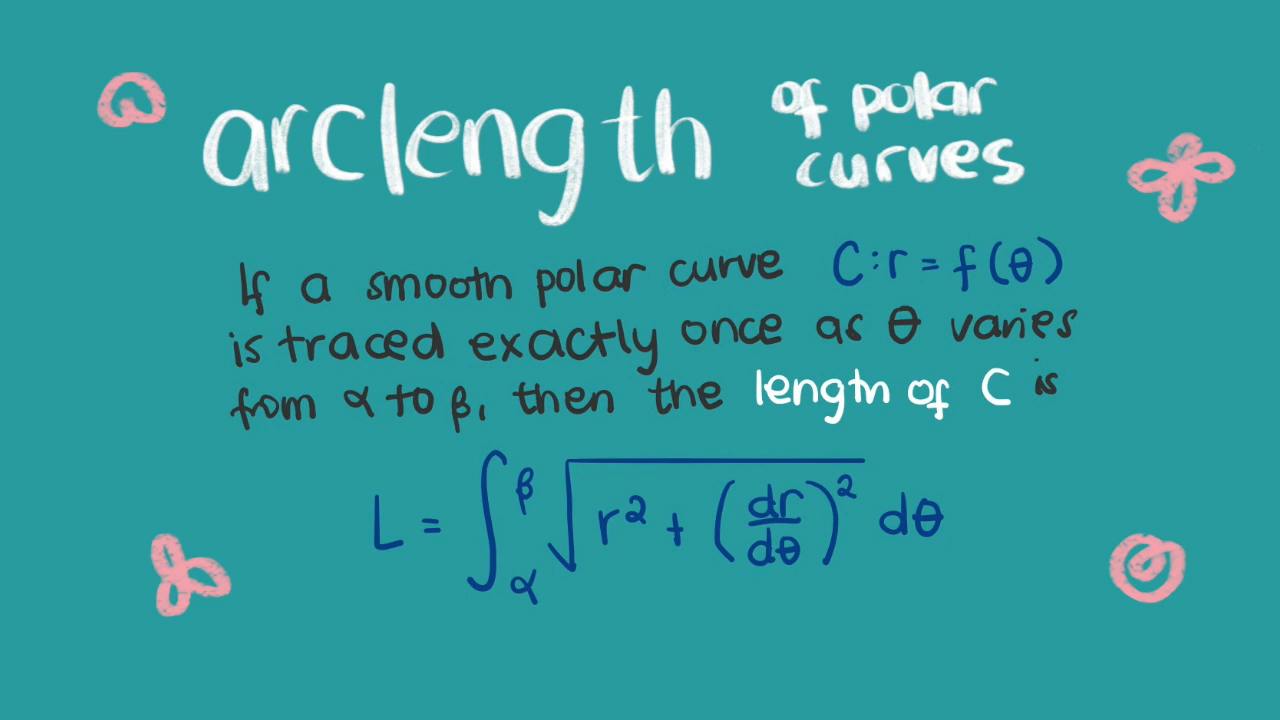 arclength of polar curves
If a smooth polar curve C:r = f(θ)
is traced exactly once as θ varies
from α to β, then the length of C is
L = ∫_α^β √(r² + (dr/dθ)²) dθ